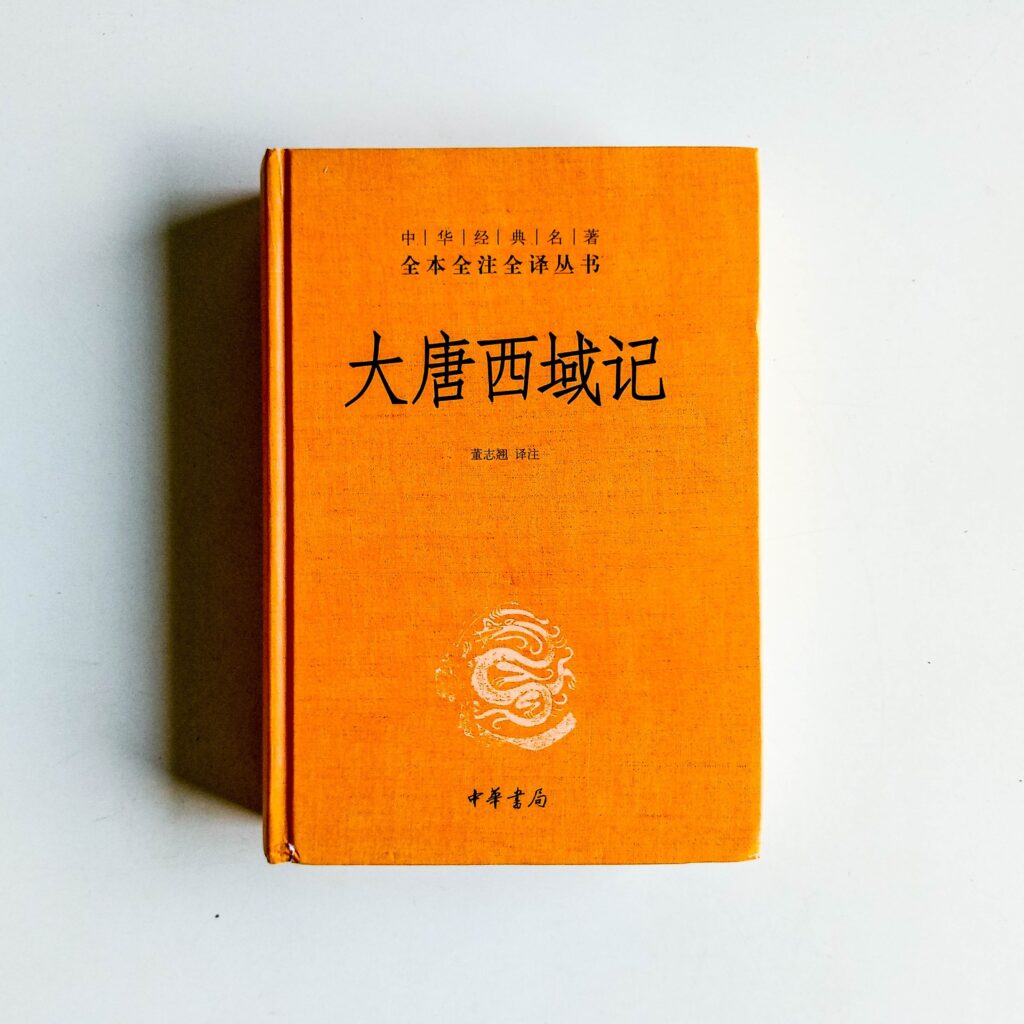 中|华|经|典|名|著
全本全注全译丛书
大唐西域记
董志翘 译注
中華書局